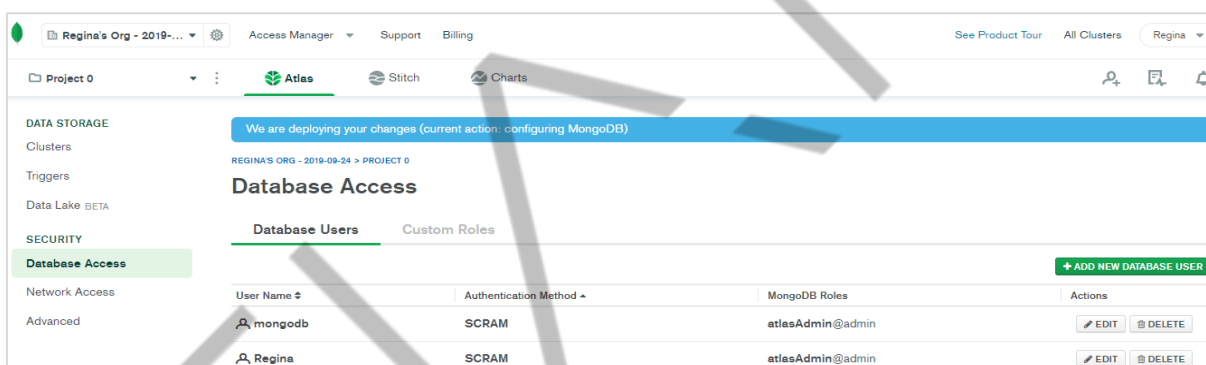 Regina's Org - 2019-... Access Manager Support Billing See Product Tour All Clusters Regina
Project 0 Atlas Stitch Charts
DATA STORAGE
Clusters
Triggers
Data Lake BETA
SECURITY
Database Access
Network Access
Advanced
We are deploying your changes (current action: configuring MongoDB)
REGINA'S ORG - 2019-09-24 > PROJECT 0
Database Access
Database Users Custom Roles
+ ADD NEW DATABASE USER
User Name Authentication Method MongoDB Roles Actions
mongodb SCRAM atlasAdmin@admin EDIT DELETE
Regina SCRAM atlasAdmin@admin EDIT DELETE